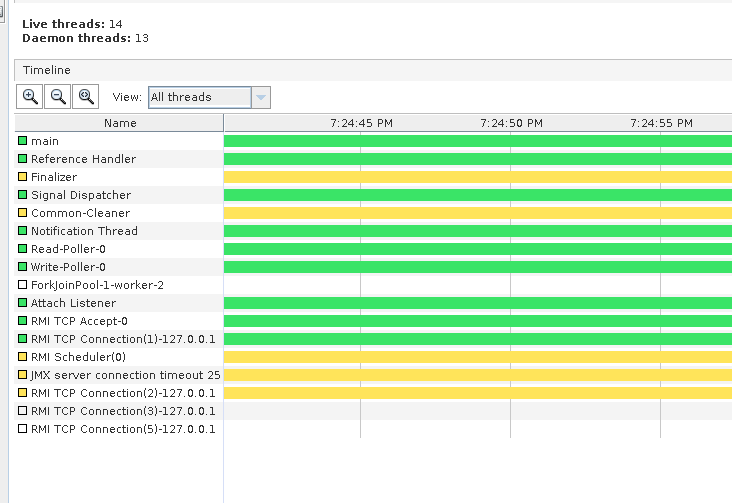 Live threads: 14
Daemon threads: 13
Timeline
View: All threads
Name 7:24:45 PM 7:24:50 PM 7:24:55 PM
main
Reference Handler
Finalizer
Signal Dispatcher
Common-Cleaner
Notification Thread
Read-Poller-0
Write-Poller-0
ForkJoinPool-1-worker-2
Attach Listener
RMI TCP Accept-0
RMI TCP Connection(1)-127.0.0.1
RMI Scheduler(0)
JMX server connection timeout 25
RMI TCP Connection(2)-127.0.0.1
RMI TCP Connection(3)-127.0.0.1
RMI TCP Connection(5)-127.0.0.1